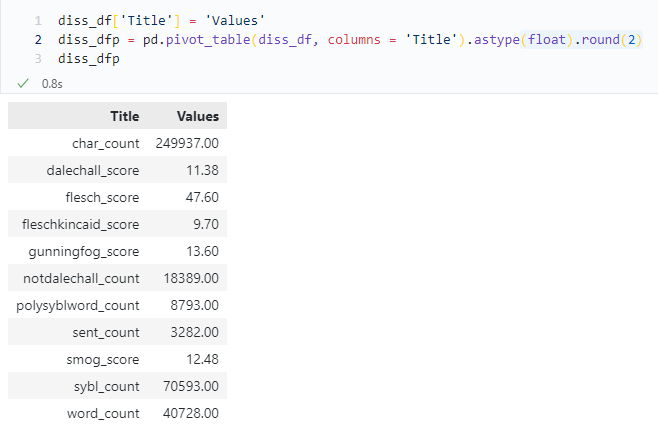 1 diss_df['Title'] = 'Values'
2 diss_dfp = pd.pivot_table(diss_df, columns = 'Title').astype(float).round(2)
3 diss_dfp
✓ 0.8s
Title Values
char_count 249937.00
dalechall_score 11.38
flesch_score 47.60
fleschkincaid_score 9.70
gunningfog_score 13.60
notdalechall_count 18389.00
polysyblword_count 8793.00
sent_count 3282.00
smog_score 12.48
sybl_count 70593.00
word_count 40728.00